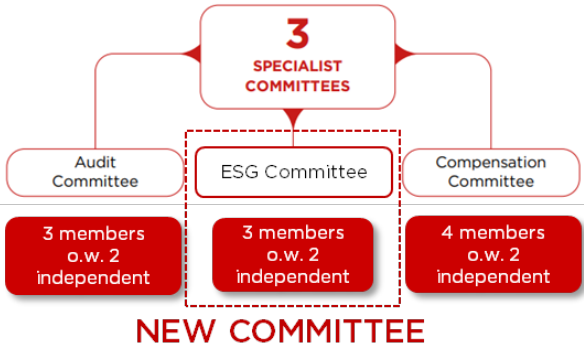 3
SPECIALIST
COMMITTEES
Audit
Committee
ESG Committee
Compensation
Committee
3 members
o.w. 2
independent
3 members
o.w. 2
independent
4 members
o.w. 2
independent
NEW COMMITTEE